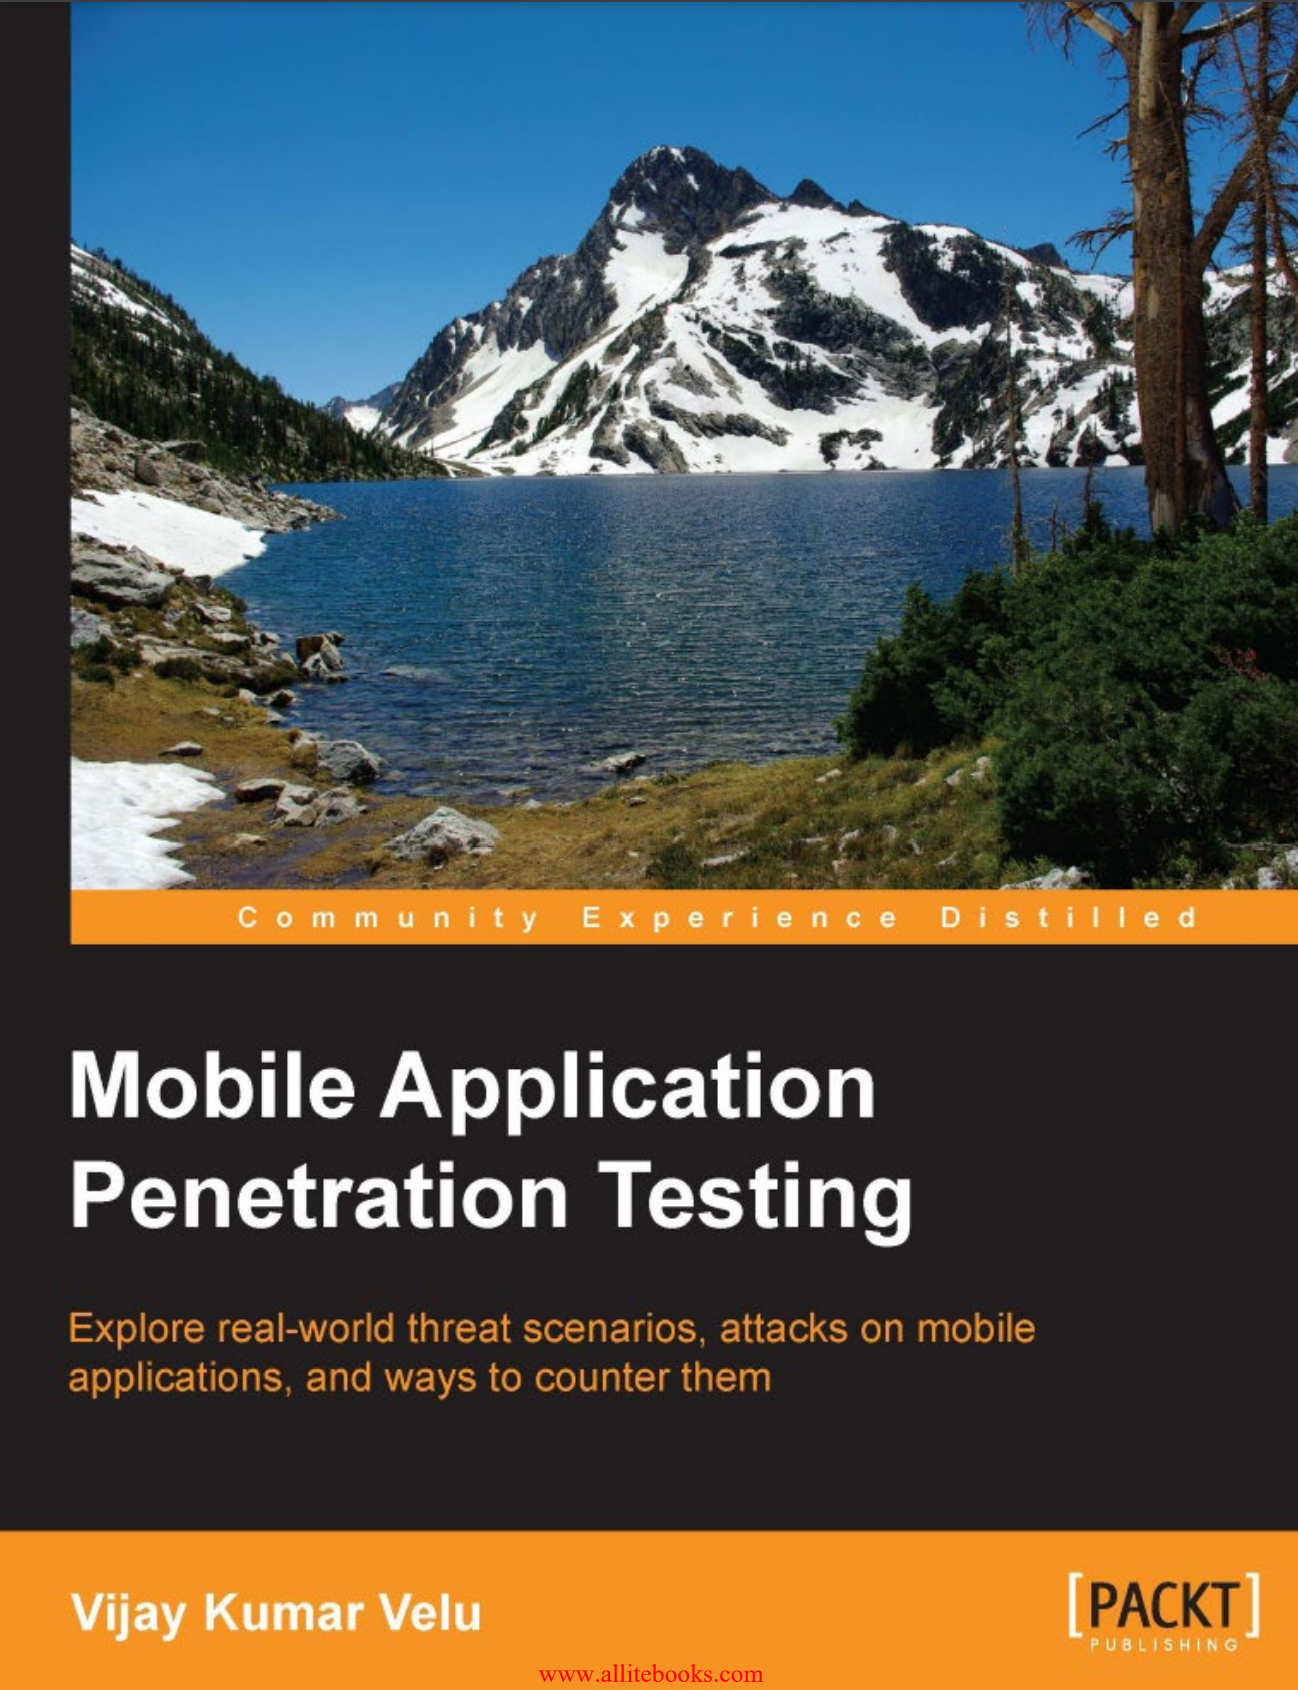 Community Experience Distilled
Mobile Application
Penetration Testing
Explore real-world threat scenarios, attacks on mobile
applications, and ways to counter them
Vijay Kumar Velu
[PACKT]
PUBLISHING
www.allitebooks.com